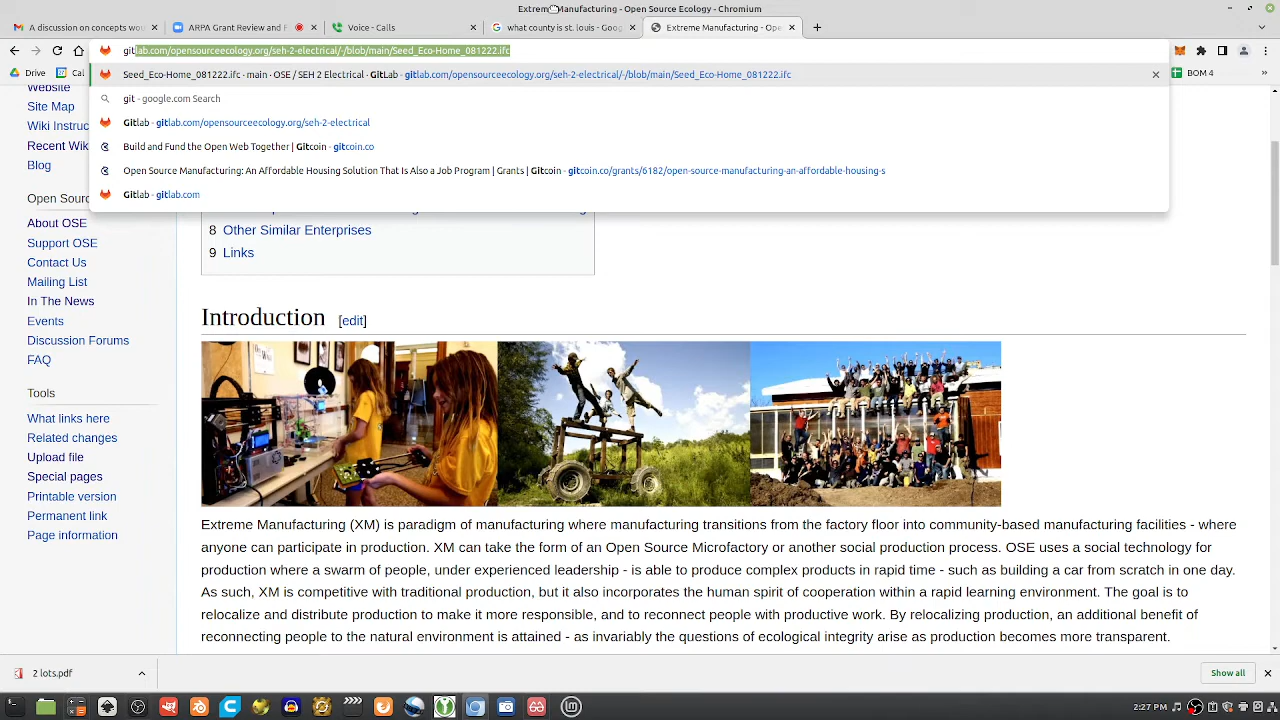 Extreme Manufacturing - Open Source Ecology - Chromium
A discussion on concepts wo
ARPA Grant Review and F
Voice - Calls
what county is st. louis - Goog
Extreme Manufacturing - Open
gitlab.com/opensourceecology.org/seh-2-electrical/-/blob/main/Seed_Eco-Home_081222.ifc
Drive
Cal
BOM 4
Seed_Eco-Home_081222.ifc · main · OSE / SEH 2 Electrical · GitLab - gitlab.com/opensourceecology.org/seh-2-electrical/-/blob/main/Seed_Eco-Home_081222.ifc
git - google.com Search
Gitlab - gitlab.com/opensourceecology.org/seh-2-electrical
Build and Fund the Open Web Together | Gitcoin - gitcoin.co
Open Source Manufacturing: An Affordable Housing Solution That Is Also a Job Program | Grants | Gitcoin - gitcoin.co/grants/6182/open-source-manufacturing-an-affordable-housing-s
Gitlab - gitlab.com
Website
Site Map
Wiki Instruc
Recent Wik
Blog
Open Sourc
About OSE
Support OSE
Contact Us
Mailing List
In The News
Events
Discussion Forums
FAQ
Tools
What links here
Related changes
Upload file
Special pages
Printable version
Permanent link
Page information
8 Other Similar Enterprises
9 Links
Introduction [edit]
Extreme Manufacturing (XM) is paradigm of manufacturing where manufacturing transitions from the factory floor into community-based manufacturing facilities - where
anyone can participate in production. XM can take the form of an Open Source Microfactory or another social production process. OSE uses a social technology for
production where a swarm of people, under experienced leadership - is able to produce complex products in rapid time - such as building a car from scratch in one day.
As such, XM is competitive with traditional production, but it also incorporates the human spirit of cooperation within a rapid learning environment. The goal is to
relocalize and distribute production to make it more responsible, and to reconnect people with productive work. By relocalizing production, an additional benefit of
reconnecting people to the natural environment is attained - as invariably the questions of ecological integrity arise as production becomes more transparent.
2 lots.pdf
Show all
2:27 PM